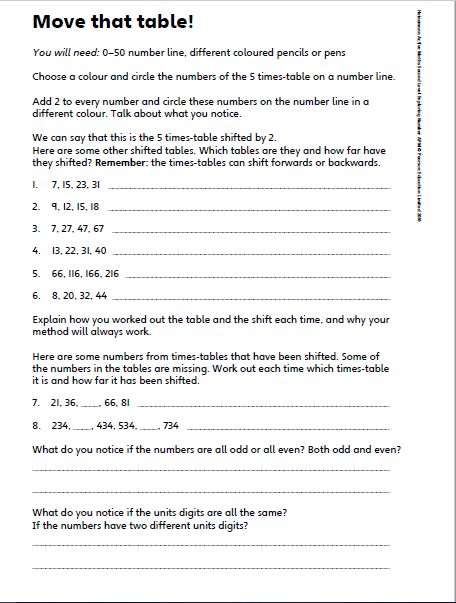 Move that table!
You will need: 0–50 number line, different coloured pencils or pens
Choose a colour and circle the numbers of the 5 times-table on a number line.
Add 2 to every number and circle these numbers on the number line in a
different colour. Talk about what you notice.
We can say that this is the 5 times-table shifted by 2.
Here are some other shifted tables. Which tables are they and how far have
they shifted? Remember: the times-tables can shift forwards or backwards.
1. 7, 15, 23, 31
2. 9, 12, 15, 18
3. 7, 27, 47, 67
4. 13, 22, 31, 40
5. 66, 116, 166, 216
6. 8, 20, 32, 44
Explain how you worked out the table and the shift each time, and why your
method will always work.
Here are some numbers from times-tables that have been shifted. Some of
the numbers in the tables are missing. Work out each time which times-table
it is and how far it has been shifted.
7. 21, 36, ____, 66, 81
8. 234, ____, 434, 534, ____, 734
What do you notice if the numbers are all odd or all even? Both odd and even?
What do you notice if the units digits are all the same?
If the numbers have two different units digits?
Heinemann Active Maths Second Level Exploring Number © Pearson Education Limited 2010